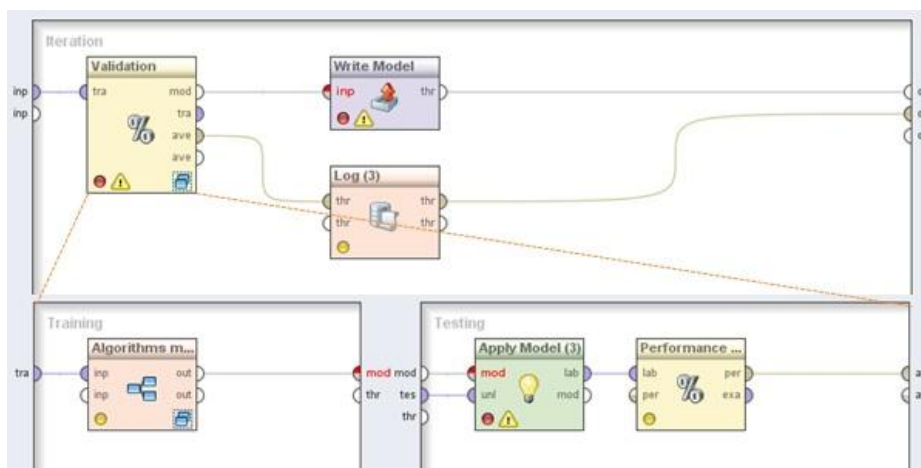 Iteration
Validation
Write Model
inp
tra
mod
inp
thr
inp
tra
ave
ave
Log (3)
thr
thr
thr
thr
Training
Testing
Algorithms m...
Apply Model (3)
Performance ...
tra
inp
out
mod
mod
mod
lab
lab
per
inp
out
thr
tes
unl
mod
per
exa
thr